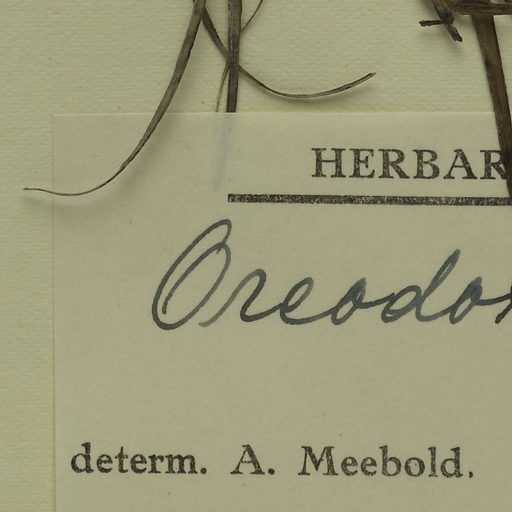 HERBAR
Oreodo
determ. A. Meebold.